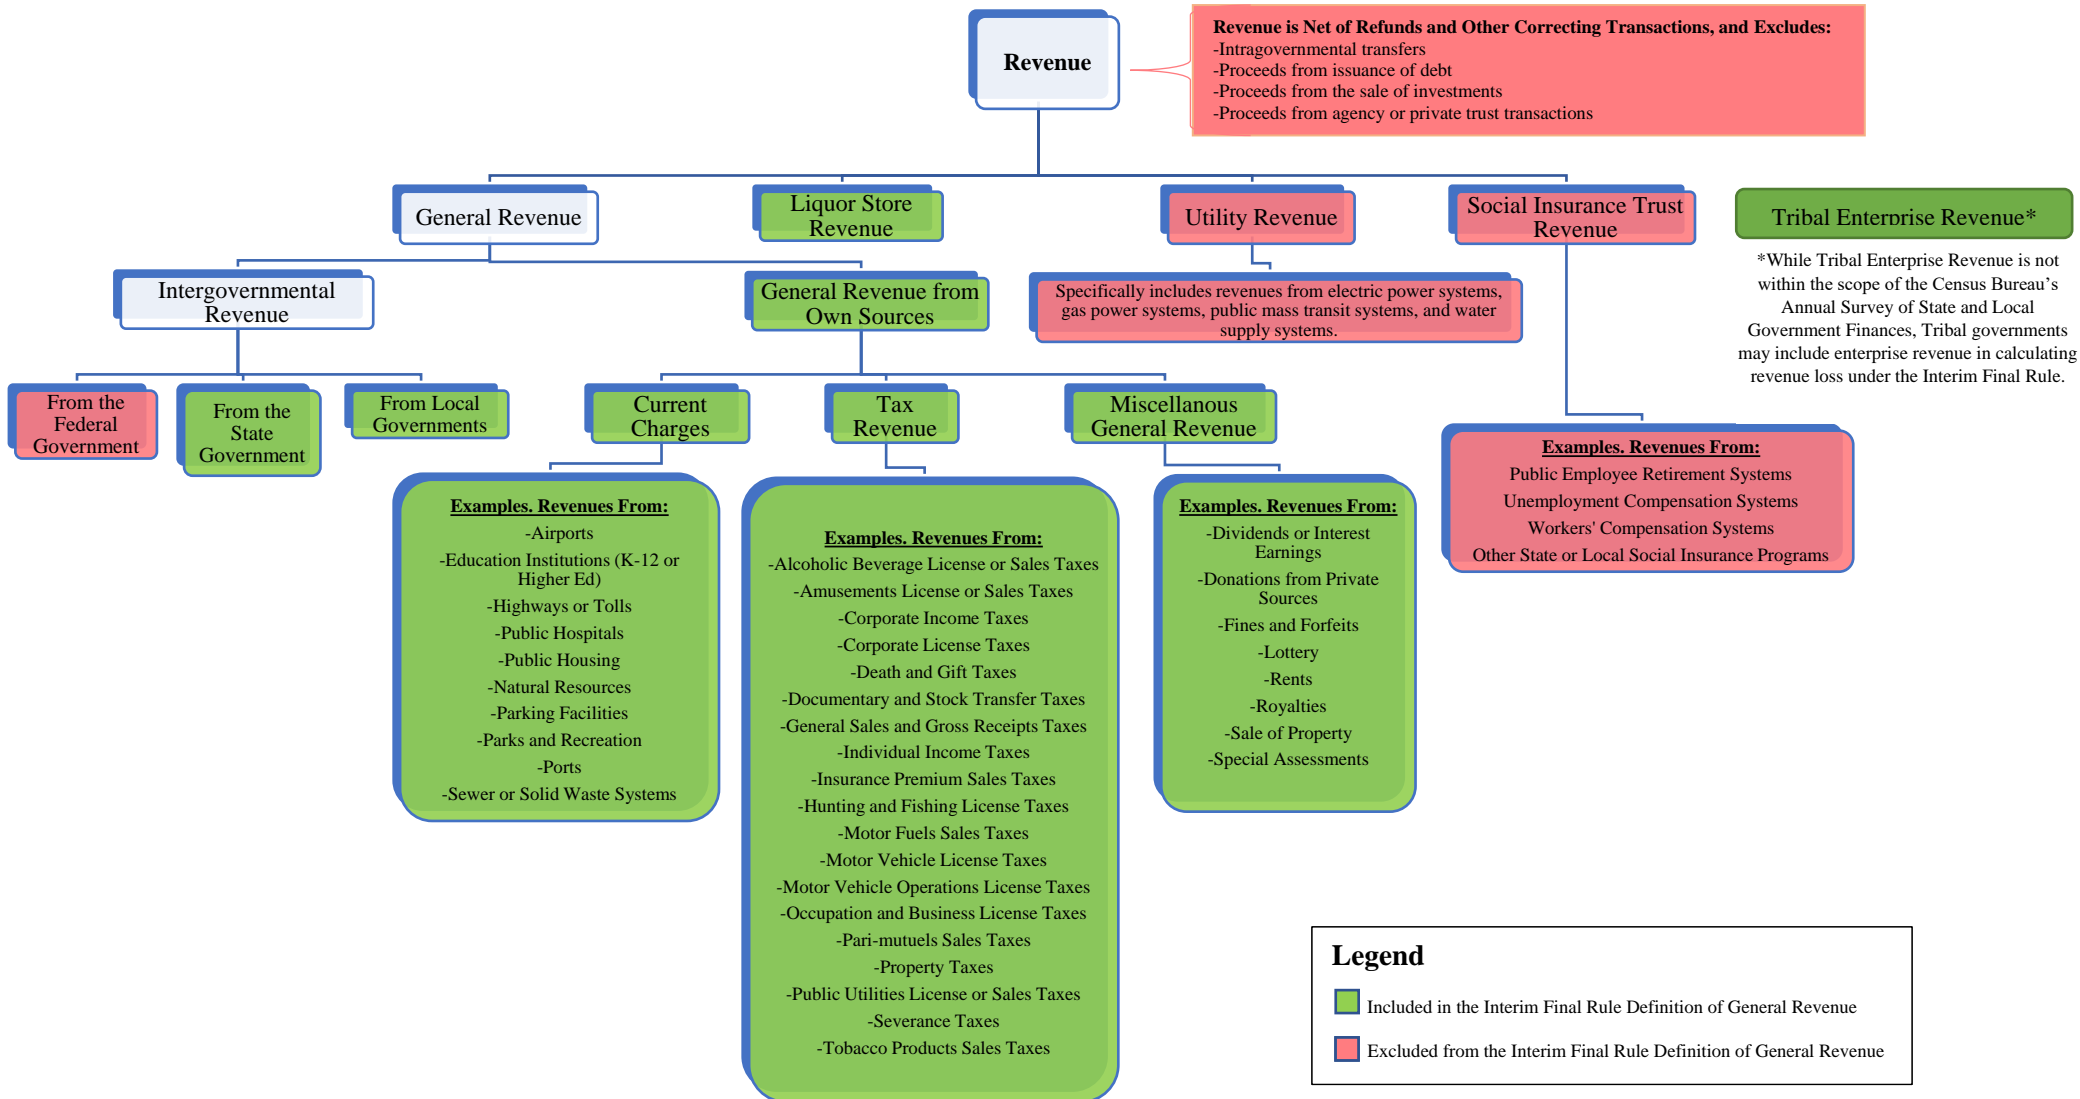 Revenue
Revenue is Net of Refunds and Other Correcting Transactions, and Excludes:
-Intragovernmental transfers
-Proceeds from issuance of debt
-Proceeds from the sale of investments
-Proceeds from agency or private trust transactions
General Revenue
Liquor Store
Revenue
Utility Revenue
Social Insurance Trust
Revenue
Tribal Enterprise Revenue*
*While Tribal Enterprise Revenue is not
within the scope of the Census Bureau’s
Annual Survey of State and Local
Government Finances, Tribal governments
may include enterprise revenue in calculating
revenue loss under the Interim Final Rule.
Intergovernmental
Revenue
General Revenue from
Own Sources
Specifically includes revenues from electric power systems,
gas power systems, public mass transit systems, and water
supply systems.
From the
Federal
Government
From the
State
Government
From Local
Governments
Current
Charges
Tax
Revenue
Miscellanous
General Revenue
Examples. Revenues From:
-Airports
-Education Institutions (K-12 or
Higher Ed)
-Highways or Tolls
-Public Hospitals
-Public Housing
-Natural Resources
-Parking Facilities
-Parks and Recreation
-Ports
-Sewer or Solid Waste Systems
Examples. Revenues From:
-Alcoholic Beverage License or Sales Taxes
-Amusements License or Sales Taxes
-Corporate Income Taxes
-Corporate License Taxes
-Death and Gift Taxes
-Documentary and Stock Transfer Taxes
-General Sales and Gross Receipts Taxes
-Individual Income Taxes
-Insurance Premium Sales Taxes
-Hunting and Fishing License Taxes
-Motor Fuels Sales Taxes
-Motor Vehicle License Taxes
-Motor Vehicle Operations License Taxes
-Occupation and Business License Taxes
-Pari-mutuels Sales Taxes
-Property Taxes
-Public Utilities License or Sales Taxes
-Severance Taxes
-Tobacco Products Sales Taxes
Examples. Revenues From:
-Dividends or Interest
Earnings
-Donations from Private
Sources
-Fines and Forfeits
-Lottery
-Rents
-Royalties
-Sale of Property
-Special Assessments
Examples. Revenues From:
Public Employee Retirement Systems
Unemployment Compensation Systems
Workers' Compensation Systems
Other State or Local Social Insurance Programs
Legend
Included in the Interim Final Rule Definition of General Revenue
Excluded from the Interim Final Rule Definition of General Revenue